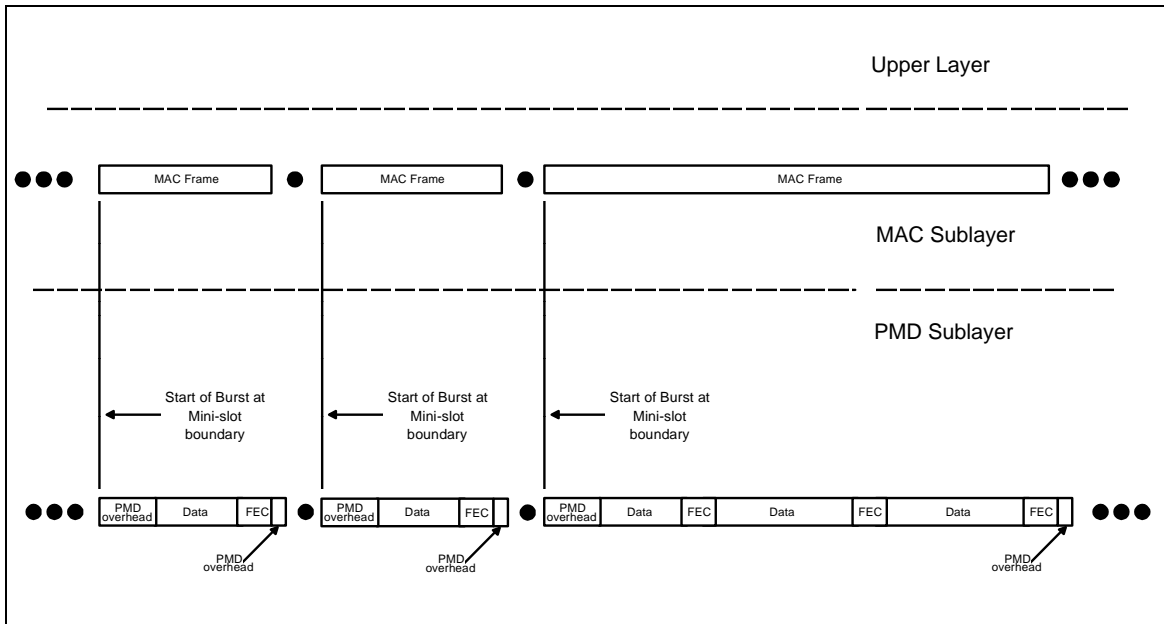 Upper Layer
MAC Frame
MAC Frame
MAC Frame
MAC Sublayer
PMD Sublayer
Start of Burst at
Mini-slot
boundary
Start of Burst at
Mini-slot
boundary
Start of Burst at
Mini-slot
boundary
PMD
overhead
Data
FEC
PMD
overhead
Data
FEC
PMD
overhead
Data
FEC
Data
FEC
Data
FEC
PMD
overhead
PMD
overhead
PMD
overhead